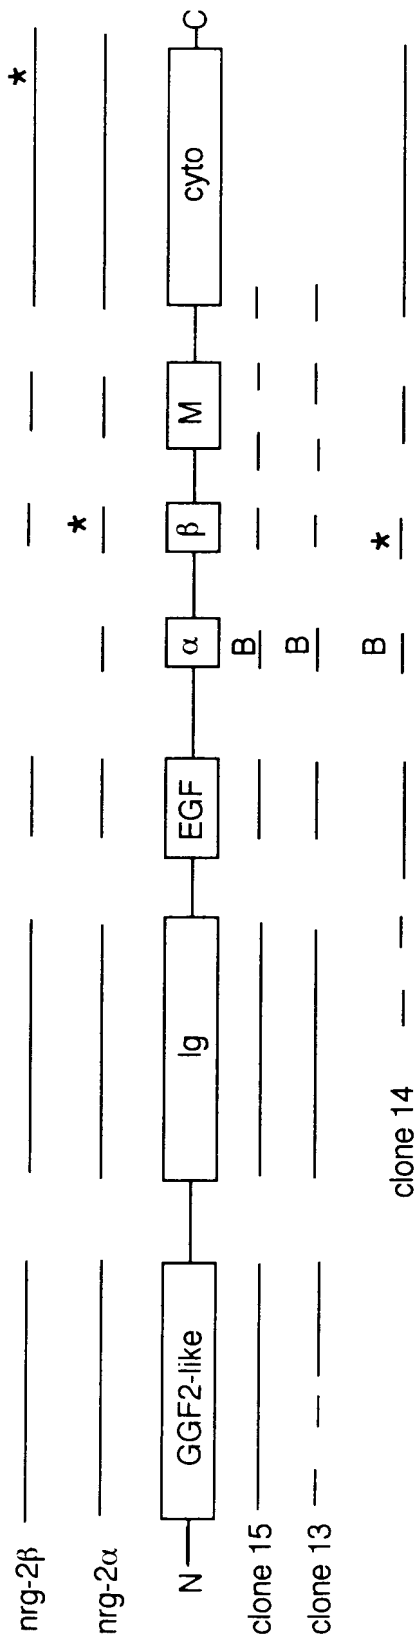 nrg-2β *
nrg-2α *
N GGF2-like Ig EGF α β M cyto C
clone 15 B
clone 13 B
clone 14 B *